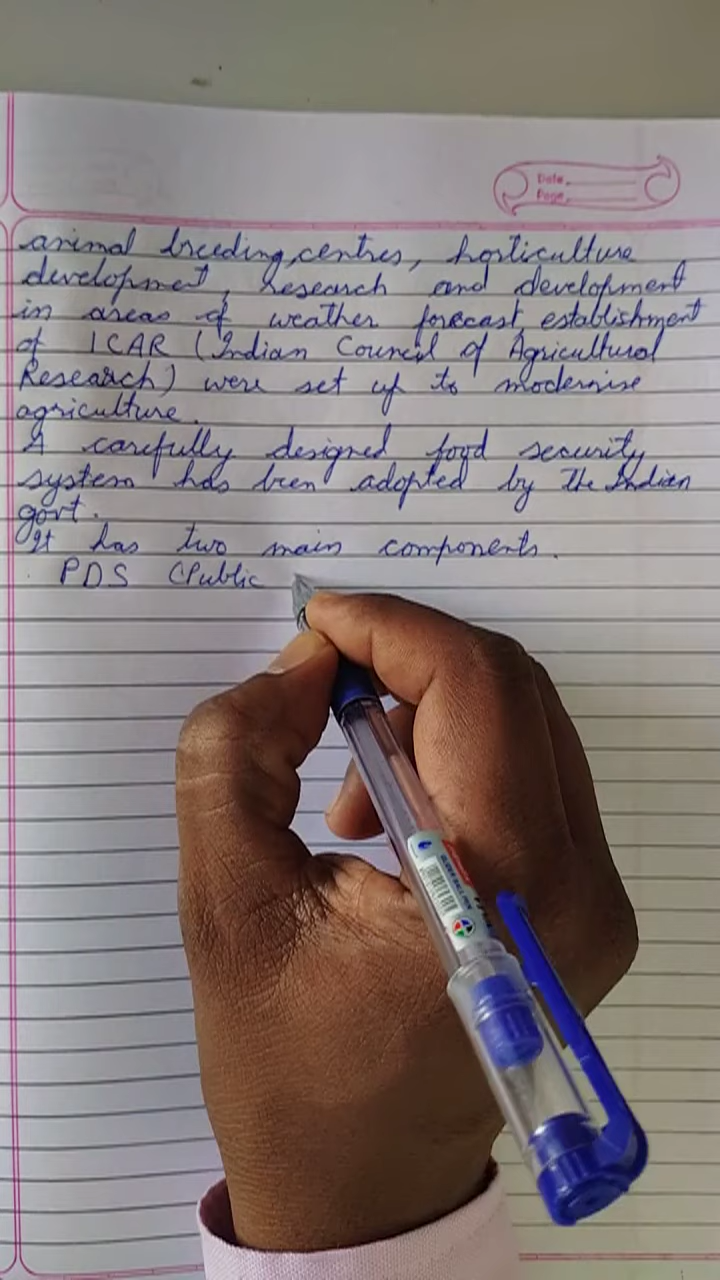 Date
Page
animal breeding, centres, horticulture
development, research and development
in areas of weather forecast, establishment
of ICAR (Indian Council of Agricultural
Research) were set up to modernise
agriculture.
A carefully designed food security
system has been adopted by the Indian
govt.
It has two main components.
PDS (Public